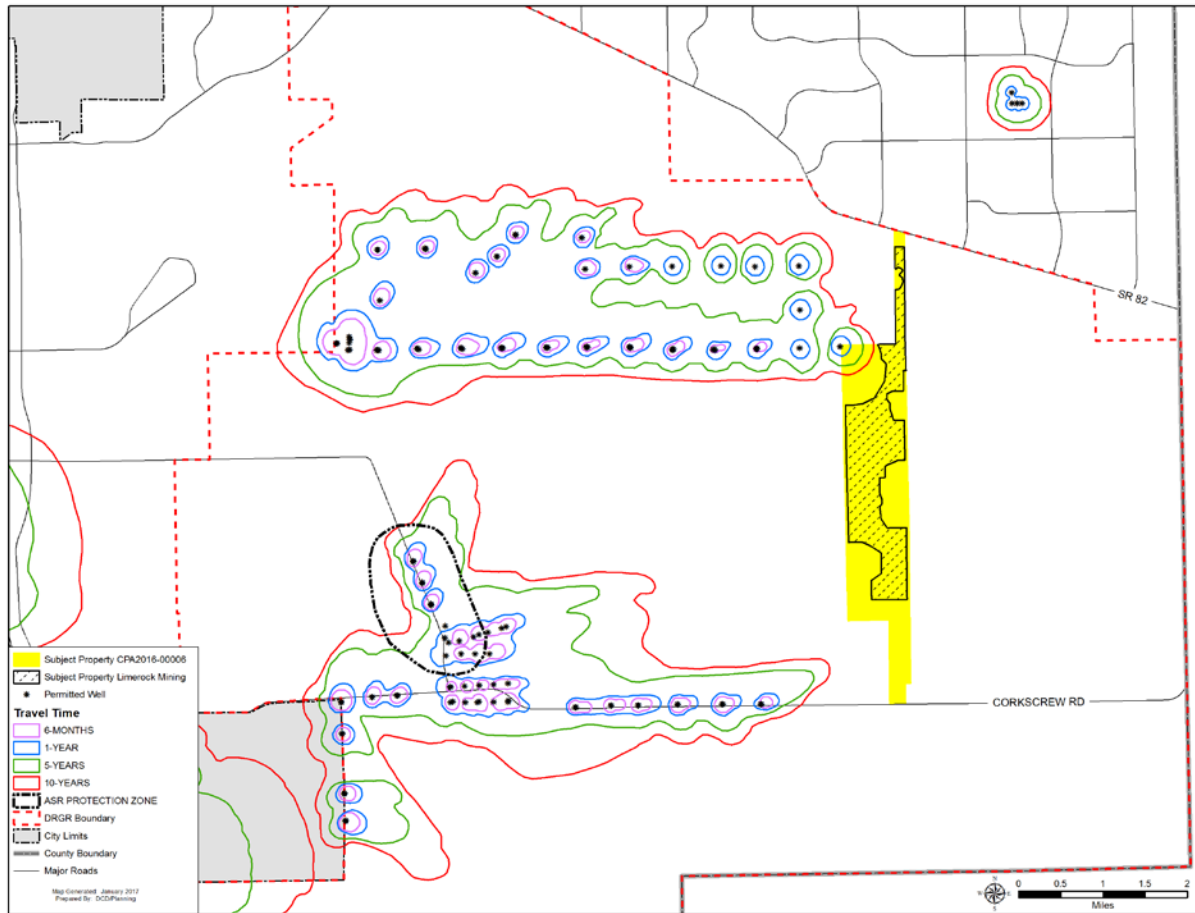 SR 82
CORKSCREW RD
Subject Property CPA2016-00006
Subject Property Limerock Mining
Permitted Well
Travel Time
6-MONTHS
1-YEAR
5-YEARS
10-YEARS
ASR PROTECTION ZONE
DRGR Boundary
City Limits
County Boundary
Major Roads
Map Generated: January 2017
Prepared By: DCD/Planning
N
W
E
S
0 0.5 1 1.5 2
Miles